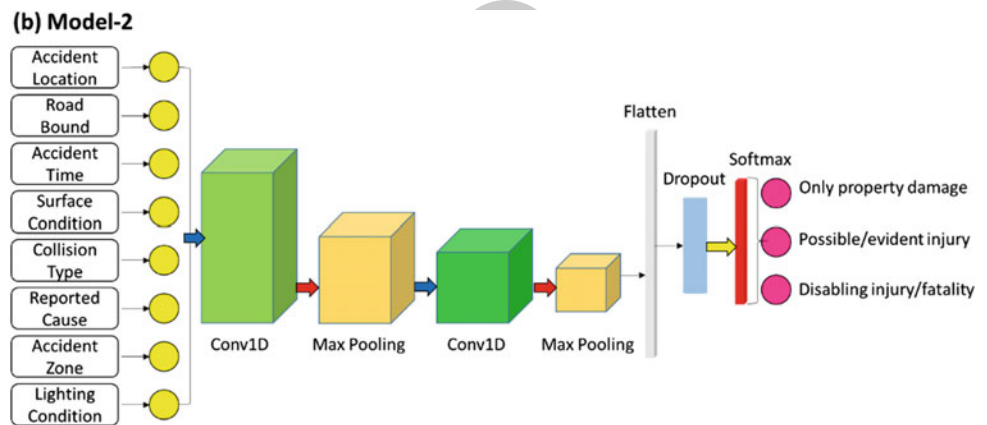 (b) Model-2
Accident
Location
Road
Bound
Accident
Time
Surface
Condition
Collision
Type
Reported
Cause
Accident
Zone
Lighting
Condition
Conv1D
Max Pooling
Conv1D
Max Pooling
Flatten
Dropout
Softmax
Only property damage
Possible/evident injury
Disabling injury/fatality